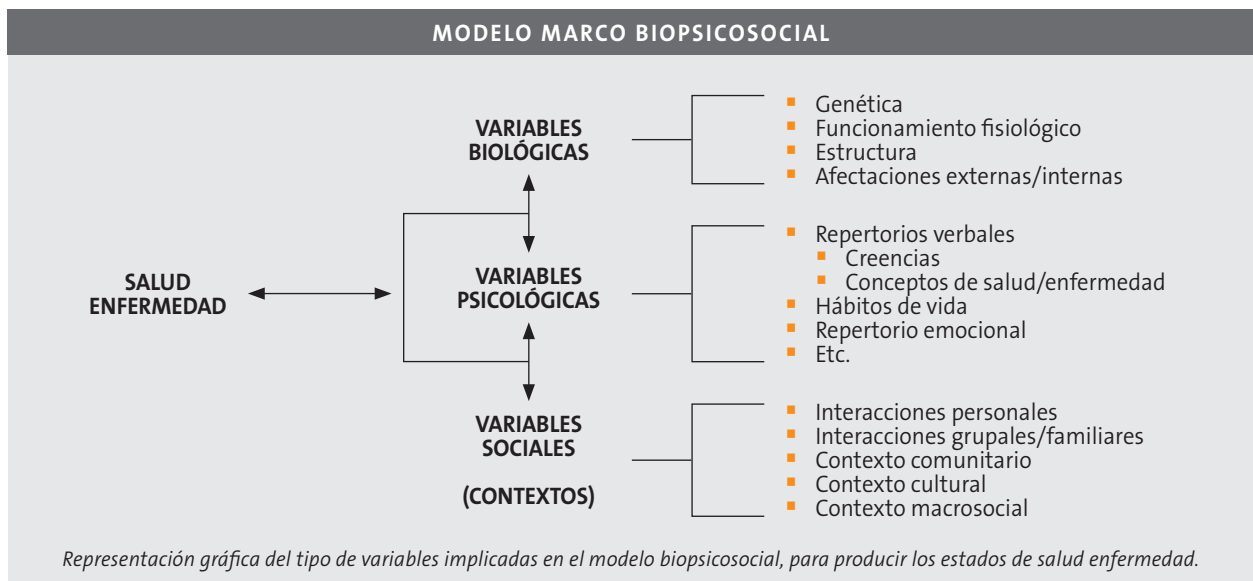 MODELO MARCO BIOPSICOSOCIAL
SALUD
ENFERMEDAD
VARIABLES
BIOLÓGICAS
Genética
Funcionamiento fisiológico
Estructura
Afectaciones externas/internas
VARIABLES
PSICOLÓGICAS
Repertorios verbales
Creencias
Conceptos de salud/enfermedad
Hábitos de vida
Repertorio emocional
Etc.
VARIABLES
SOCIALES
(CONTEXTOS)
Interacciones personales
Interacciones grupales/familiares
Contexto comunitario
Contexto cultural
Contexto macrosocial
Representación gráfica del tipo de variables implicadas en el modelo biopsicosocial, para producir los estados de salud enfermedad.